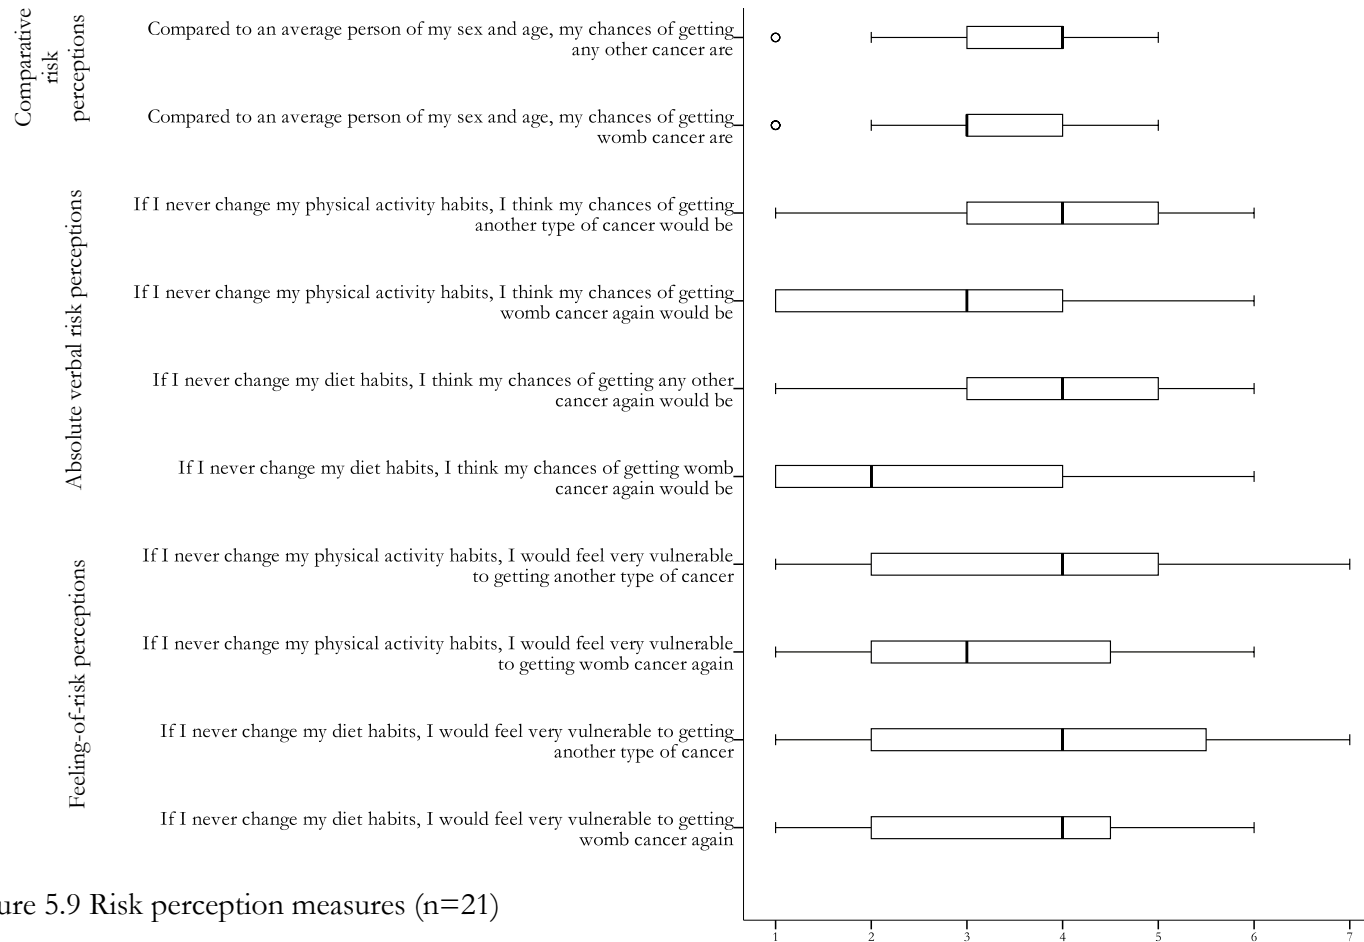 Comparative
risk
perceptions
Compared to an average person of my sex and age, my chances of getting
any other cancer are
Compared to an average person of my sex and age, my chances of getting
womb cancer are
Absolute verbal risk perceptions
If I never change my physical activity habits, I think my chances of getting
another type of cancer would be
If I never change my physical activity habits, I think my chances of getting
womb cancer again would be
If I never change my diet habits, I think my chances of getting any other
cancer again would be
If I never change my diet habits, I think my chances of getting womb
cancer again would be
Feeling-of-risk perceptions
If I never change my physical activity habits, I would feel very vulnerable
to getting another type of cancer
If I never change my physical activity habits, I would feel very vulnerable
to getting womb cancer again
If I never change my diet habits, I would feel very vulnerable to getting
another type of cancer
If I never change my diet habits, I would feel very vulnerable to getting
womb cancer again
ure 5.9 Risk perception measures (n=21)
1 2 3 4 5 6 7